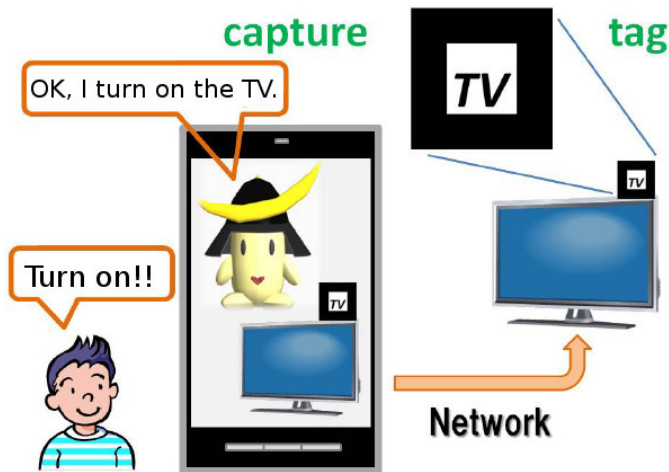 capture
tag
OK, I turn on the TV.
TV
TV
Turn on!!
TV
Network